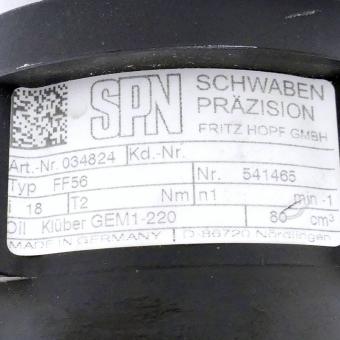 SPN SCHWABEN
PRÄZISION
FRITZ HOPF GMBH
Art.-Nr. 034824 Kd.-Nr.
Typ FF56 Nr. 541465
i 18 T2 Nm n1 min -1
Oil Klüber GEM1-220 80 cm³
MADE IN GERMANY D-86720 Nördlingen